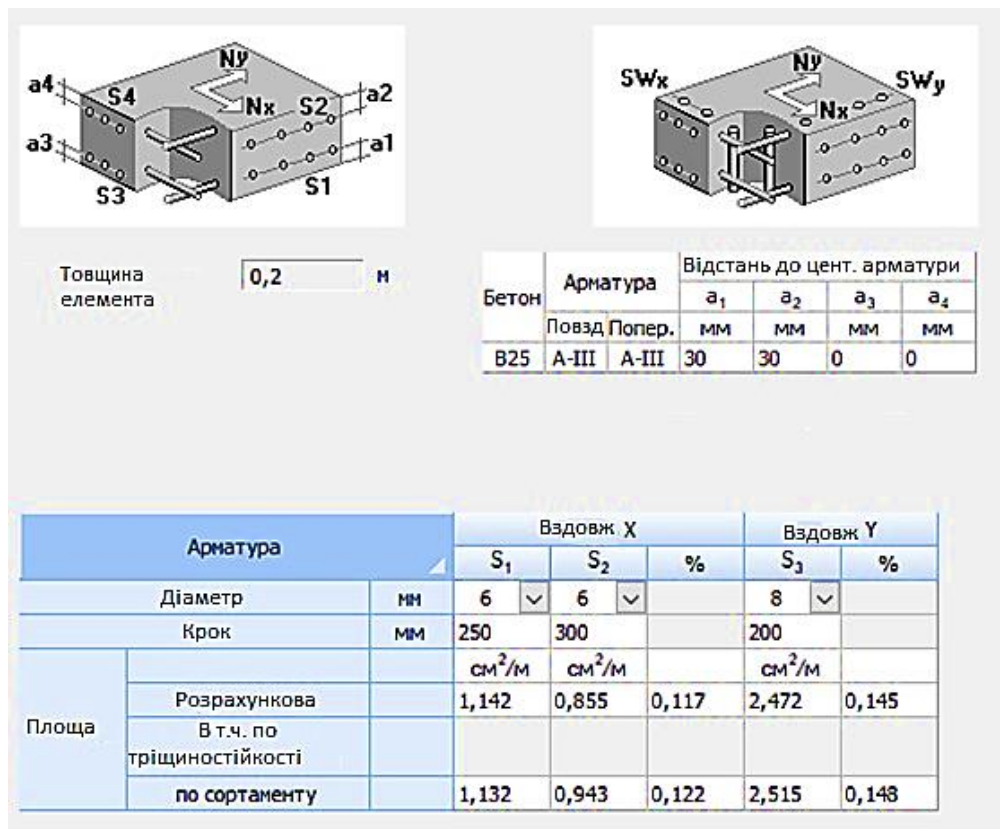 a4 S4 Ny Nx S2 a2
a3 S3 S1 a1
SWx Ny Nx SWy
Товщина
елемента
0,2 м
Бетон Арматура Відстань до цент. арматури
a1 a2 a3 a4
Повзд Попер. мм мм мм мм
B25 A-III A-III 30 30 0 0
Арматура Вздовж X Вздовж Y
S1 S2 % S3 %
Діаметр мм 6 6 8
Крок мм 250 300 200
см²/м см²/м см²/м
Площа
Розрахункова 1,142 0,855 0,117 2,472 0,145
В т.ч. по
тріщиностійкості
по сортаменту 1,132 0,943 0,122 2,515 0,148